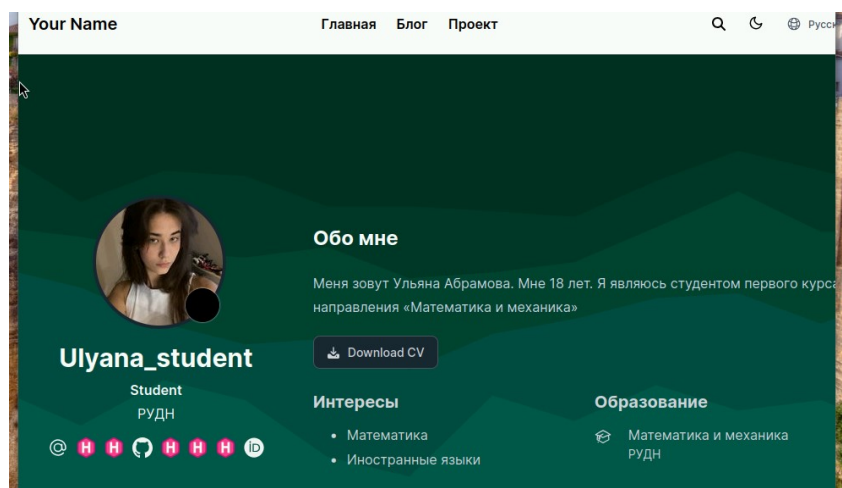 Your Name
Главная Блог Проект
Обо мне
Меня зовут Ульяна Абрамова. Мне 18 лет. Я являюсь студентом первого курса
направления «Математика и механика»
Download CV
Ulyana_student
Student
РУДН
Интересы
Математика
Иностранные языки
Образование
Математика и механика
РУДН